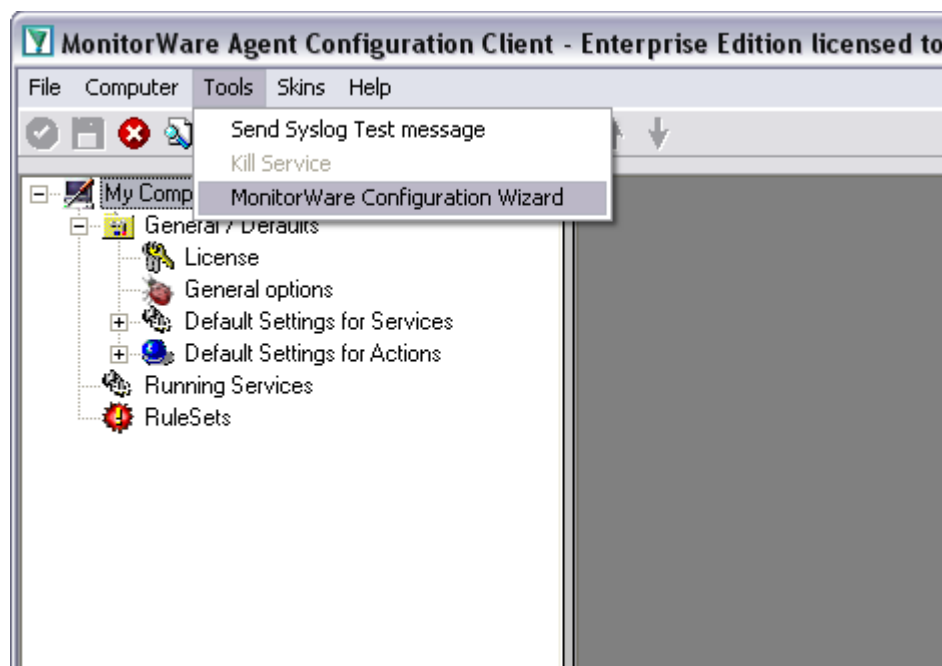 MonitorWare Agent Configuration Client - Enterprise Edition licensed to
File Computer Tools Skins Help
Send Syslog Test message
Kill Service
MonitorWare Configuration Wizard
My Comp
General / Defaults
License
General options
Default Settings for Services
Default Settings for Actions
Running Services
RuleSets